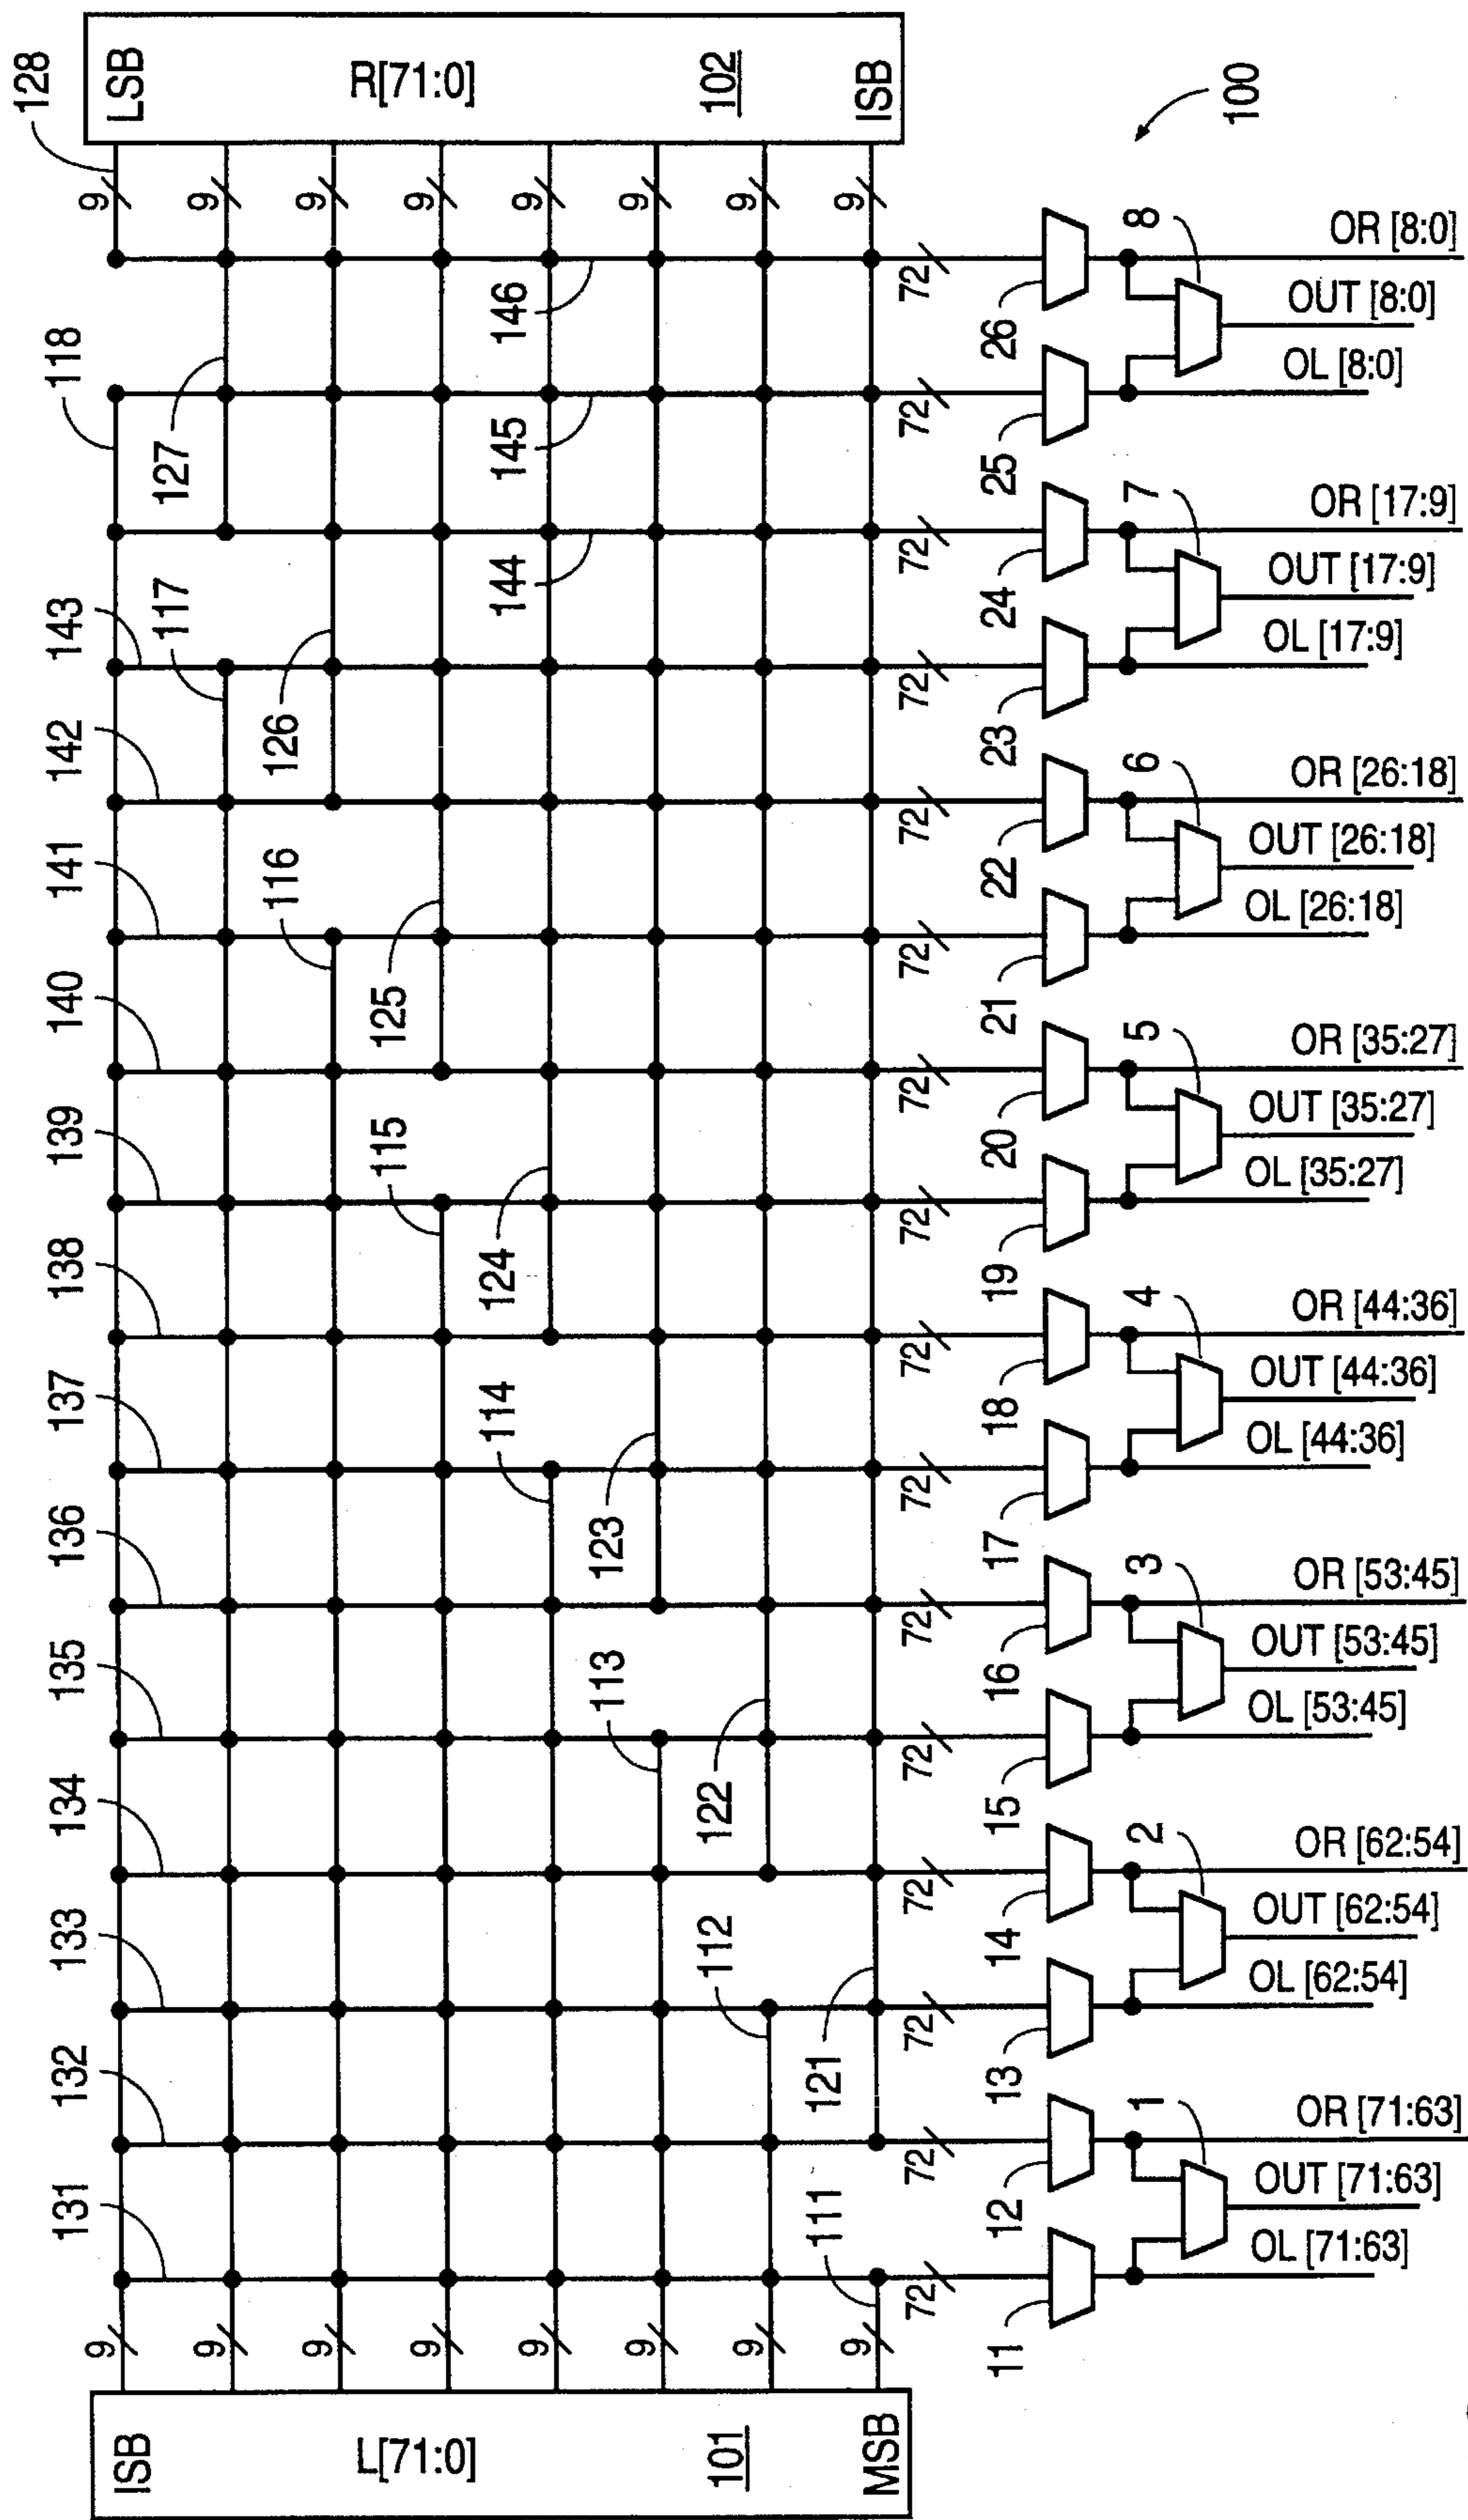 ISB
L[71:0]
101
MSB
LSB
R[71:0]
102
ISB
128
118
127
143
117
126
142
141
116
125
140
139
115
124
138
137
114
123
136
135
113
122
134
133
112
121
132
131
111
146
145
144
9 9 9 9 9 9 9 9
9 9 9 9 9 9 9 9
72 72 72 72 72 72 72 72 72 72 72 72 72 72 72 72
11 12 13 14 15 16 17 18 19 20 21 22 23 24 25 26
1 2 3 4 5 6 7 8
OL [71:63]
OUT [71:63]
OR [71:63]
OL [62:54]
OUT [62:54]
OR [62:54]
OL [53:45]
OUT [53:45]
OR [53:45]
OL [44:36]
OUT [44:36]
OR [44:36]
OL [35:27]
OUT [35:27]
OR [35:27]
OL [26:18]
OUT [26:18]
OR [26:18]
OL [17:9]
OUT [17:9]
OR [17:9]
OL [8:0]
OUT [8:0]
OR [8:0]
100